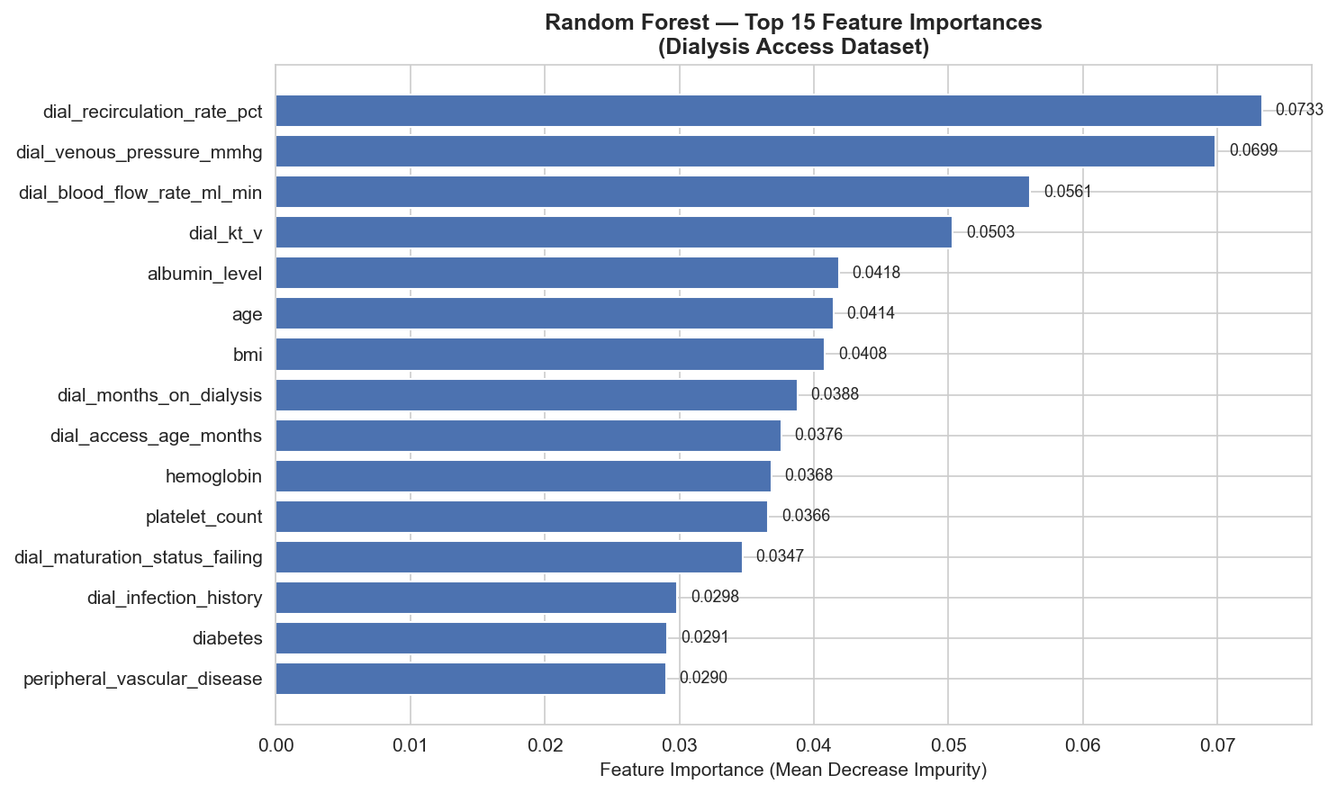 Random Forest — Top 15 Feature Importances
(Dialysis Access Dataset)
dial_recirculation_rate_pct 0.0733
dial_venous_pressure_mmhg 0.0699
dial_blood_flow_rate_ml_min 0.0561
dial_kt_v 0.0503
albumin_level 0.0418
age 0.0414
bmi 0.0408
dial_months_on_dialysis 0.0388
dial_access_age_months 0.0376
hemoglobin 0.0368
platelet_count 0.0366
dial_maturation_status_failing 0.0347
dial_infection_history 0.0298
diabetes 0.0291
peripheral_vascular_disease 0.0290
0.00 0.01 0.02 0.03 0.04 0.05 0.06 0.07
Feature Importance (Mean Decrease Impurity)